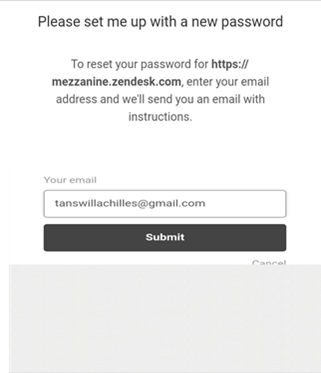 Please set me up with a new password
To reset your password for https://
mezzanine.zendesk.com, enter your email
address and we'll send you an email with
instructions.
Your email
tanswillachilles@gmail.com
Submit
Cancel